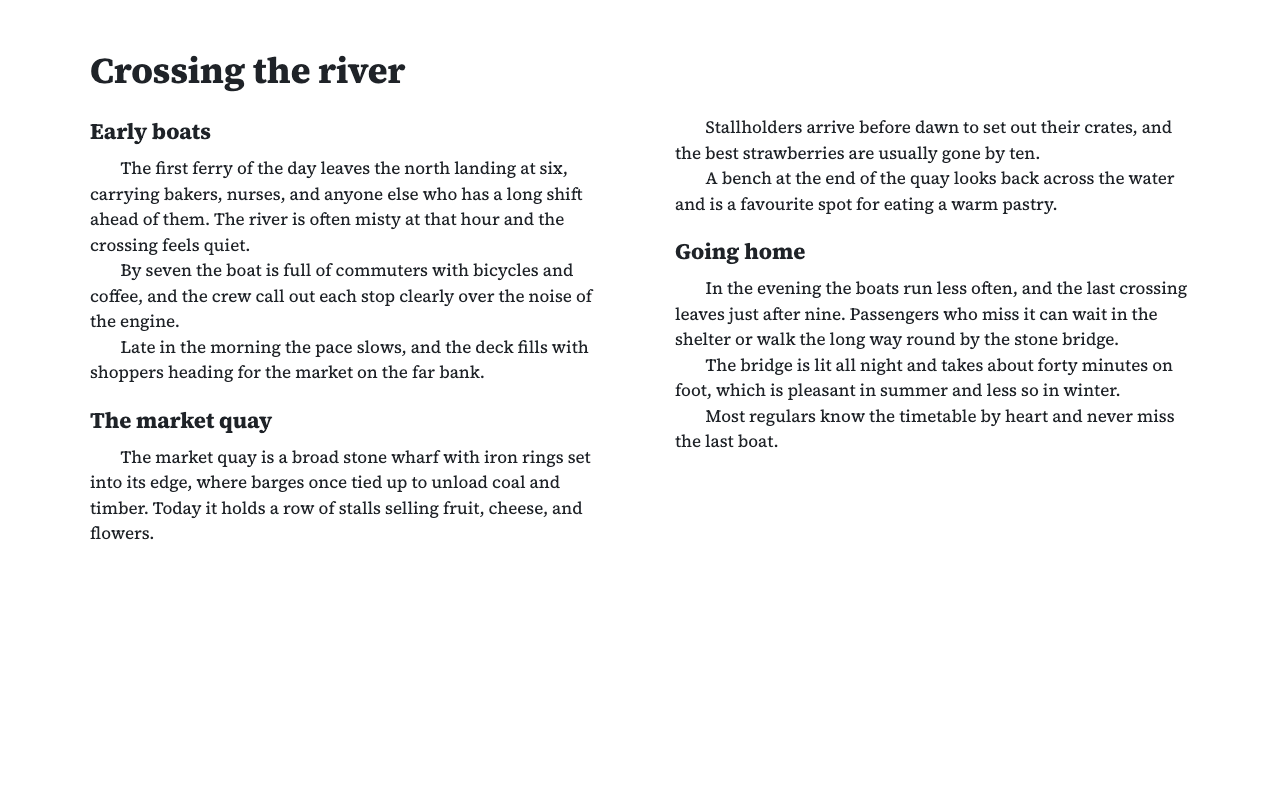 Crossing the river
Early boats
The first ferry of the day leaves the north landing at six,
carrying bakers, nurses, and anyone else who has a long shift
ahead of them. The river is often misty at that hour and the
crossing feels quiet.
By seven the boat is full of commuters with bicycles and
coffee, and the crew call out each stop clearly over the noise of
the engine.
Late in the morning the pace slows, and the deck fills with
shoppers heading for the market on the far bank.
The market quay
The market quay is a broad stone wharf with iron rings set
into its edge, where barges once tied up to unload coal and
timber. Today it holds a row of stalls selling fruit, cheese, and
flowers.
Stallholders arrive before dawn to set out their crates, and
the best strawberries are usually gone by ten.
A bench at the end of the quay looks back across the water
and is a favourite spot for eating a warm pastry.
Going home
In the evening the boats run less often, and the last crossing
leaves just after nine. Passengers who miss it can wait in the
shelter or walk the long way round by the stone bridge.
The bridge is lit all night and takes about forty minutes on
foot, which is pleasant in summer and less so in winter.
Most regulars know the timetable by heart and never miss
the last boat.